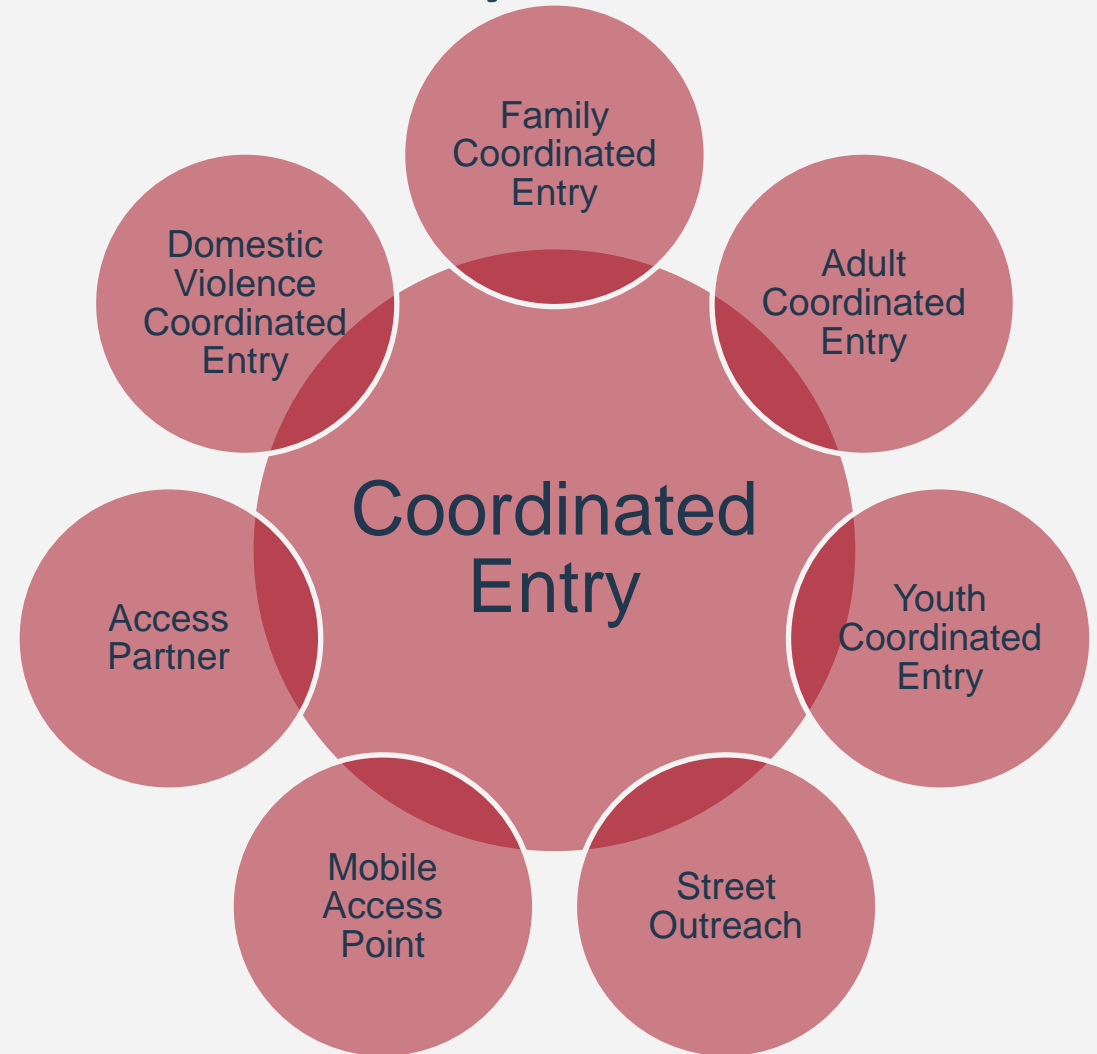 Family
Coordinated
Entry
Adult
Coordinated
Entry
Youth
Coordinated
Entry
Street
Outreach
Mobile
Access
Point
Access
Partner
Domestic
Violence
Coordinated
Entry
Coordinated
Entry